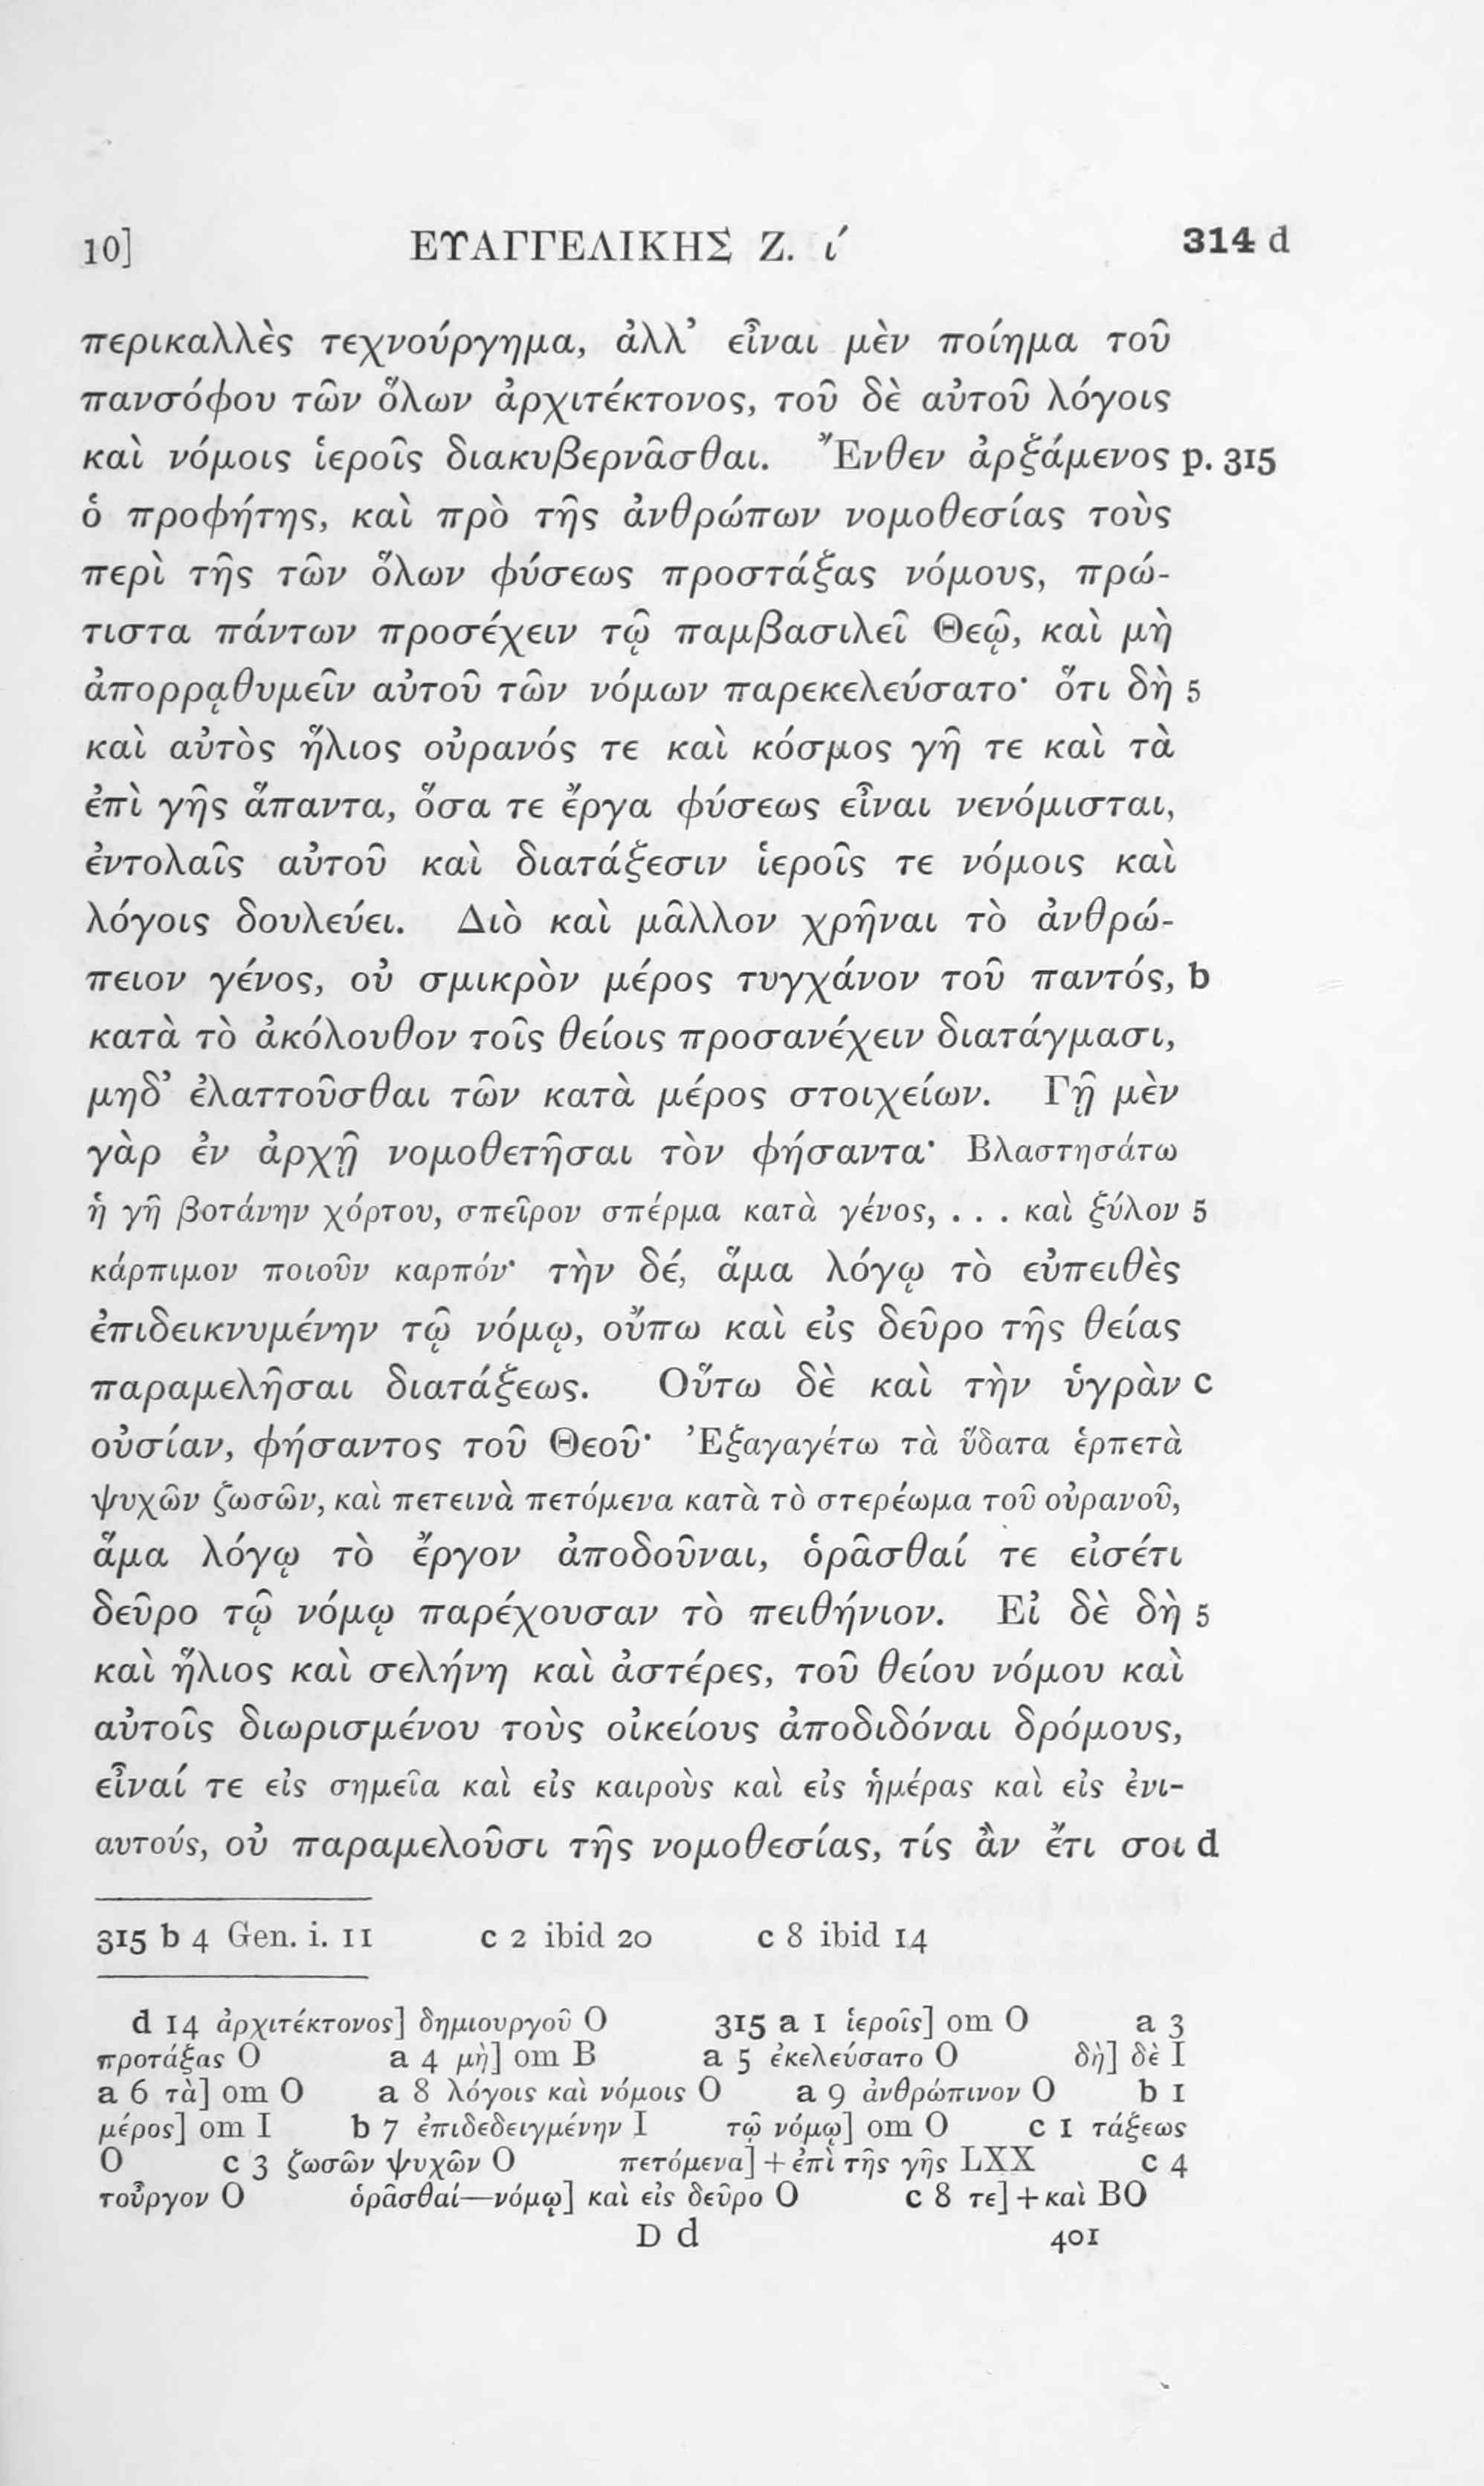 10] ΕΥΑΓΓΕΛΙΚΗΣ Ζ. ι΄ 314 d
περικαλλὲς τεχνούργημα, ἀλλ’ εἶναι μὲν ποίημα τοῦ
πανσόφου τῶν ὅλων ἀρχιτέκτονος, τοῦ δὲ αὐτοῦ λόγοις
καὶ νόμοις ἱεροῖς διακυβερνᾶσθαι. Ἔνθεν ἀρξάμενος p. 315
ὁ προφήτης, καὶ πρὸ τῆς ἀνθρώπων νομοθεσίας τοὺς
περὶ τῆς τῶν ὅλων φύσεως προστάξας νόμους, πρώ-
τιστα πάντων προσέχειν τῷ παμβασιλεῖ Θεῷ, καὶ μὴ
ἀπορρᾳθυμεῖν αὐτοῦ τῶν νόμων παρεκελεύσατο· ὅτι δὴ 5
καὶ αὐτὸς ἥλιος οὐρανός τε καὶ κόσμος γῆ τε καὶ τὰ
ἐπὶ γῆς ἅπαντα, ὅσα τε ἔργα φύσεως εἶναι νενόμισται,
ἐντολαῖς αὐτοῦ καὶ διατάξεσιν ἱεροῖς τε νόμοις καὶ
λόγοις δουλεύει. Διὸ καὶ μᾶλλον χρῆναι τὸ ἀνθρώ-
πειον γένος, οὐ σμικρὸν μέρος τυγχάνον τοῦ παντός, b
κατὰ τὸ ἀκόλουθον τοῖς θείοις προσανέχειν διατάγμασι,
μηδ’ ἐλαττοῦσθαι τῶν κατὰ μέρος στοιχείων. Γῇ μὲν
γὰρ ἐν ἀρχῇ νομοθετῆσαι τὸν φήσαντα· Βλαστησάτω
ἡ γῆ βοτάνην χόρτου, σπεῖρον σπέρμα κατὰ γένος, . . . καὶ ξύλον 5
κάρπιμον ποιοῦν καρπόν· τὴν δέ, ἅμα λόγῳ τὸ εὐπειθὲς
ἐπιδεικνυμένην τῷ νόμῳ, οὔπω καὶ εἰς δεῦρο τῆς θείας
παραμελῆσαι διατάξεως. Οὕτω δὲ καὶ τὴν ὑγρὰν c
οὐσίαν, φήσαντος τοῦ Θεοῦ· Ἐξαγαγέτω τὰ ὕδατα ἑρπετὰ
ψυχῶν ζωσῶν, καὶ πετεινὰ πετόμενα κατὰ τὸ στερέωμα τοῦ οὐρανοῦ,
ἅμα λόγῳ τὸ ἔργον ἀποδοῦναι, ὁρᾶσθαί τε εἰσέτι
δεῦρο τῷ νόμῳ παρέχουσαν τὸ πειθήνιον. Εἰ δὲ δὴ 5
καὶ ἥλιος καὶ σελήνη καὶ ἀστέρες, τοῦ θείου νόμου καὶ
αὐτοῖς διωρισμένου τοὺς οἰκείους ἀποδιδόναι δρόμους,
εἶναί τε εἰς σημεῖα καὶ εἰς καιροὺς καὶ εἰς ἡμέρας καὶ εἰς ἐνι-
αυτούς, οὐ παραμελοῦσι τῆς νομοθεσίας, τίς ἂν ἔτι σοι d
315 b 4 Gen. i. 11 c 2 ibid 20 c 8 ibid 14
d 14 ἀρχιτέκτονος] δημιουργοῦ O 315 a 1 ἱεροῖς] om O a 3
προτάξας O a 4 μὴ] om B a 5 ἐκελεύσατο O δὴ] δὲ I
a 6 τὰ] om O a 8 λόγοις καὶ νόμοις O a 9 ἀνθρώπινον O b 1
μέρος] om I b 7 ἐπιδεδειγμένην I τῷ νόμῳ] om O c 1 τάξεως
O c 3 ζωσῶν ψυχῶν O πετόμενα] + ἐπὶ τῆς γῆς LXX c 4
τοὖργον O ὁρᾶσθαί—νόμῳ] καὶ εἰς δεῦρο O c 8 τε] + καὶ BO
D d 401